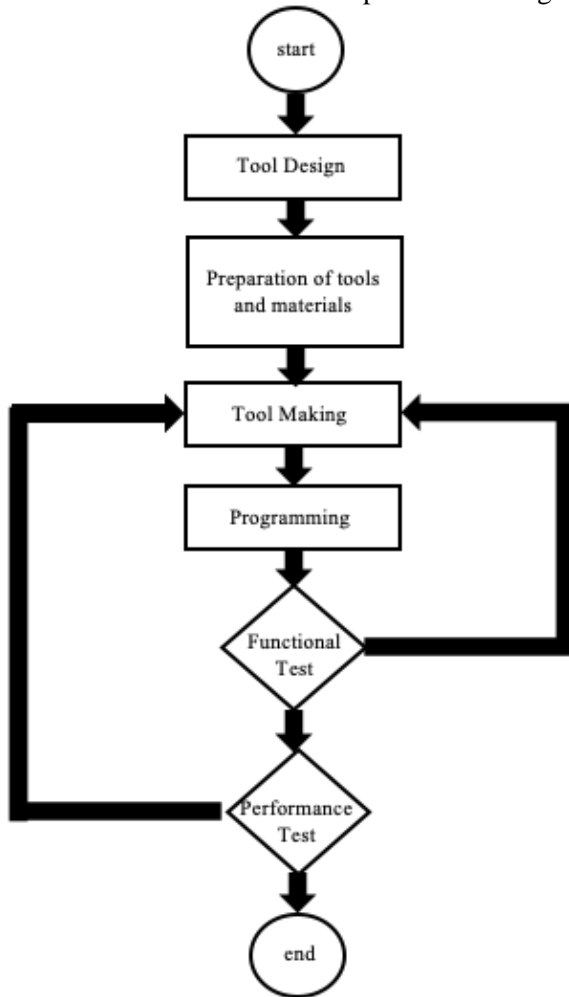 start
Tool Design
Preparation of tools
and materials
Tool Making
Programming
Functional
Test
Performance
Test
end